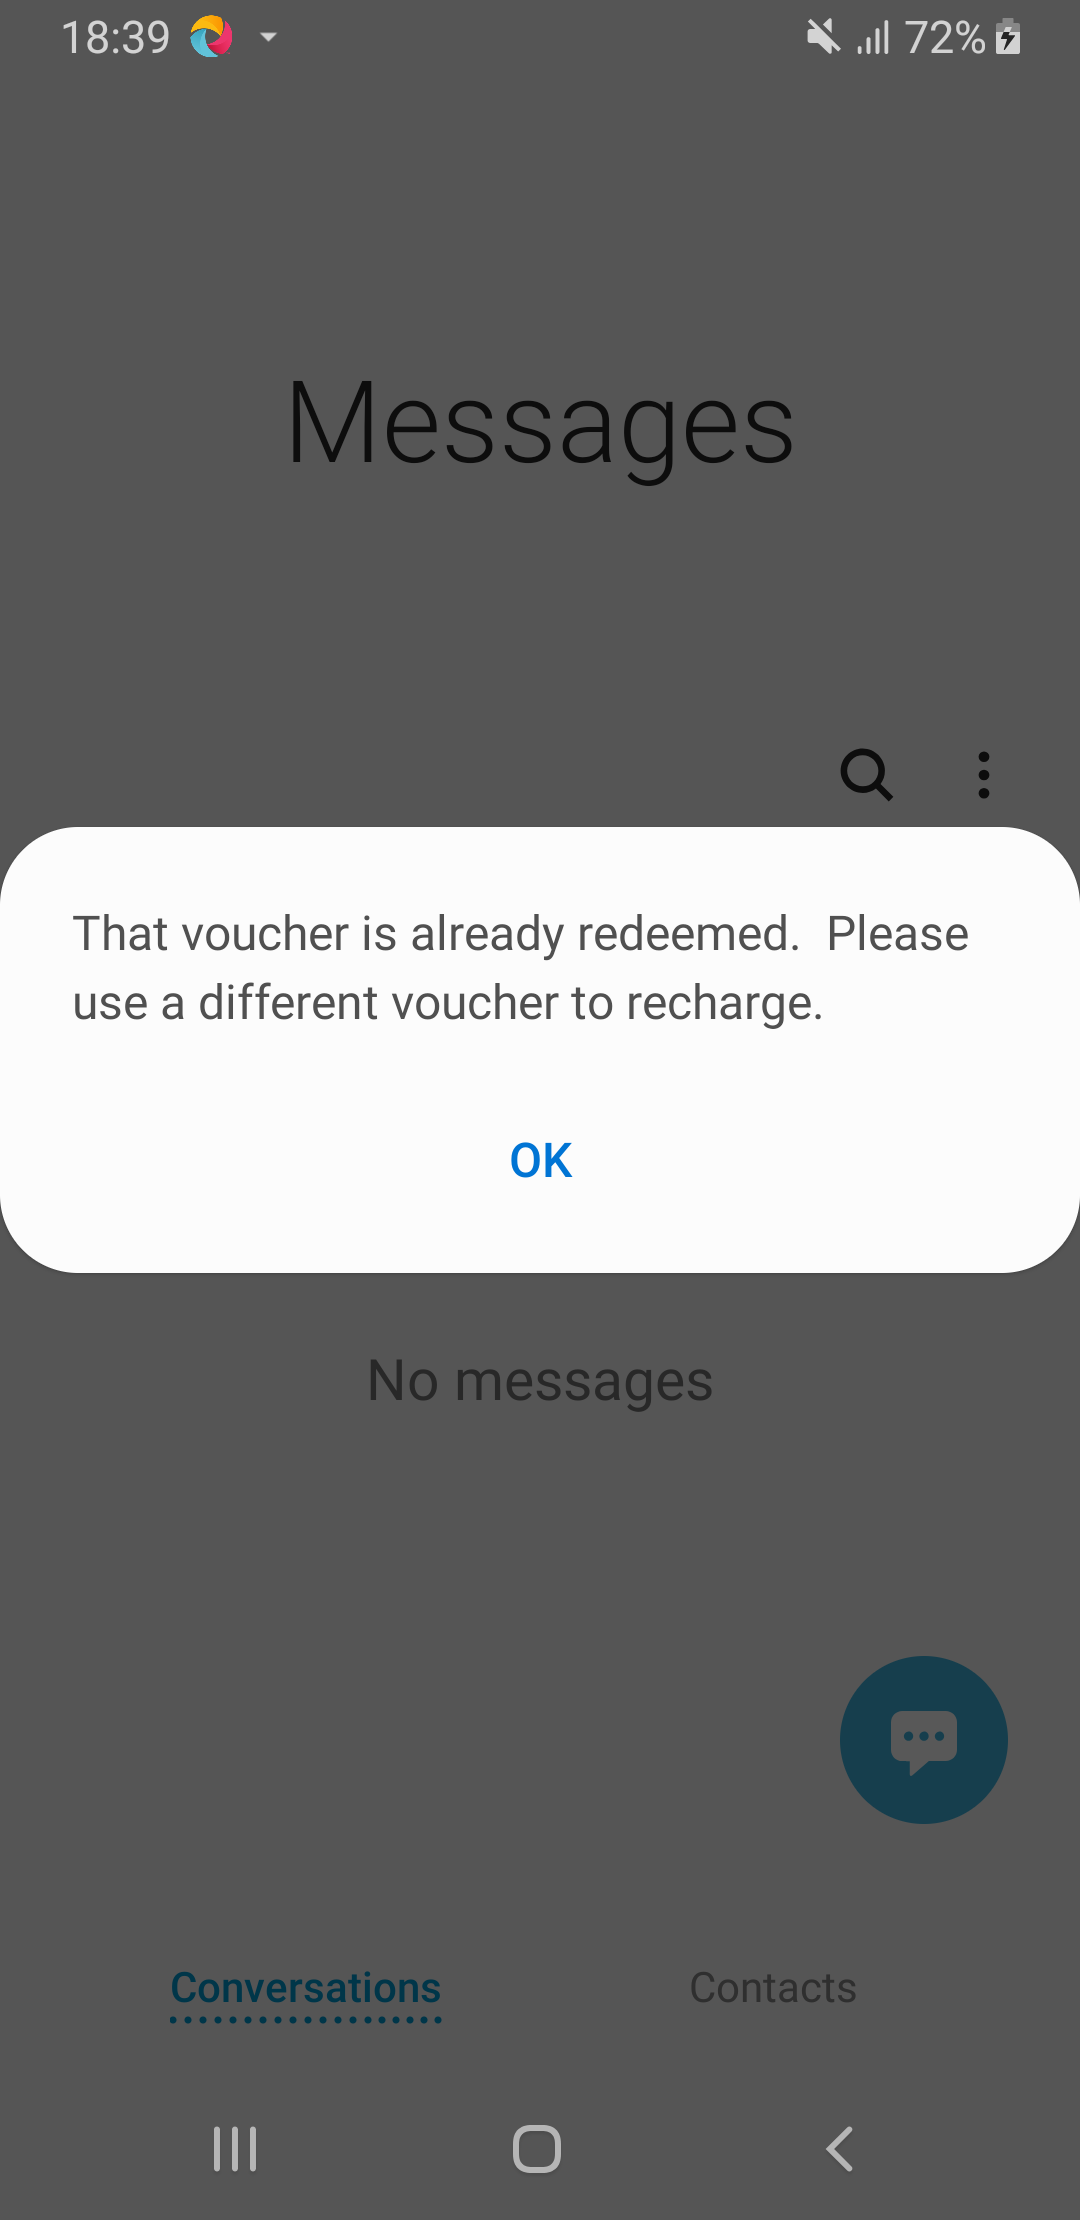 18:39 72%
Messages
That voucher is already redeemed.  Please
use a different voucher to recharge.
OK
No messages
Conversations Contacts